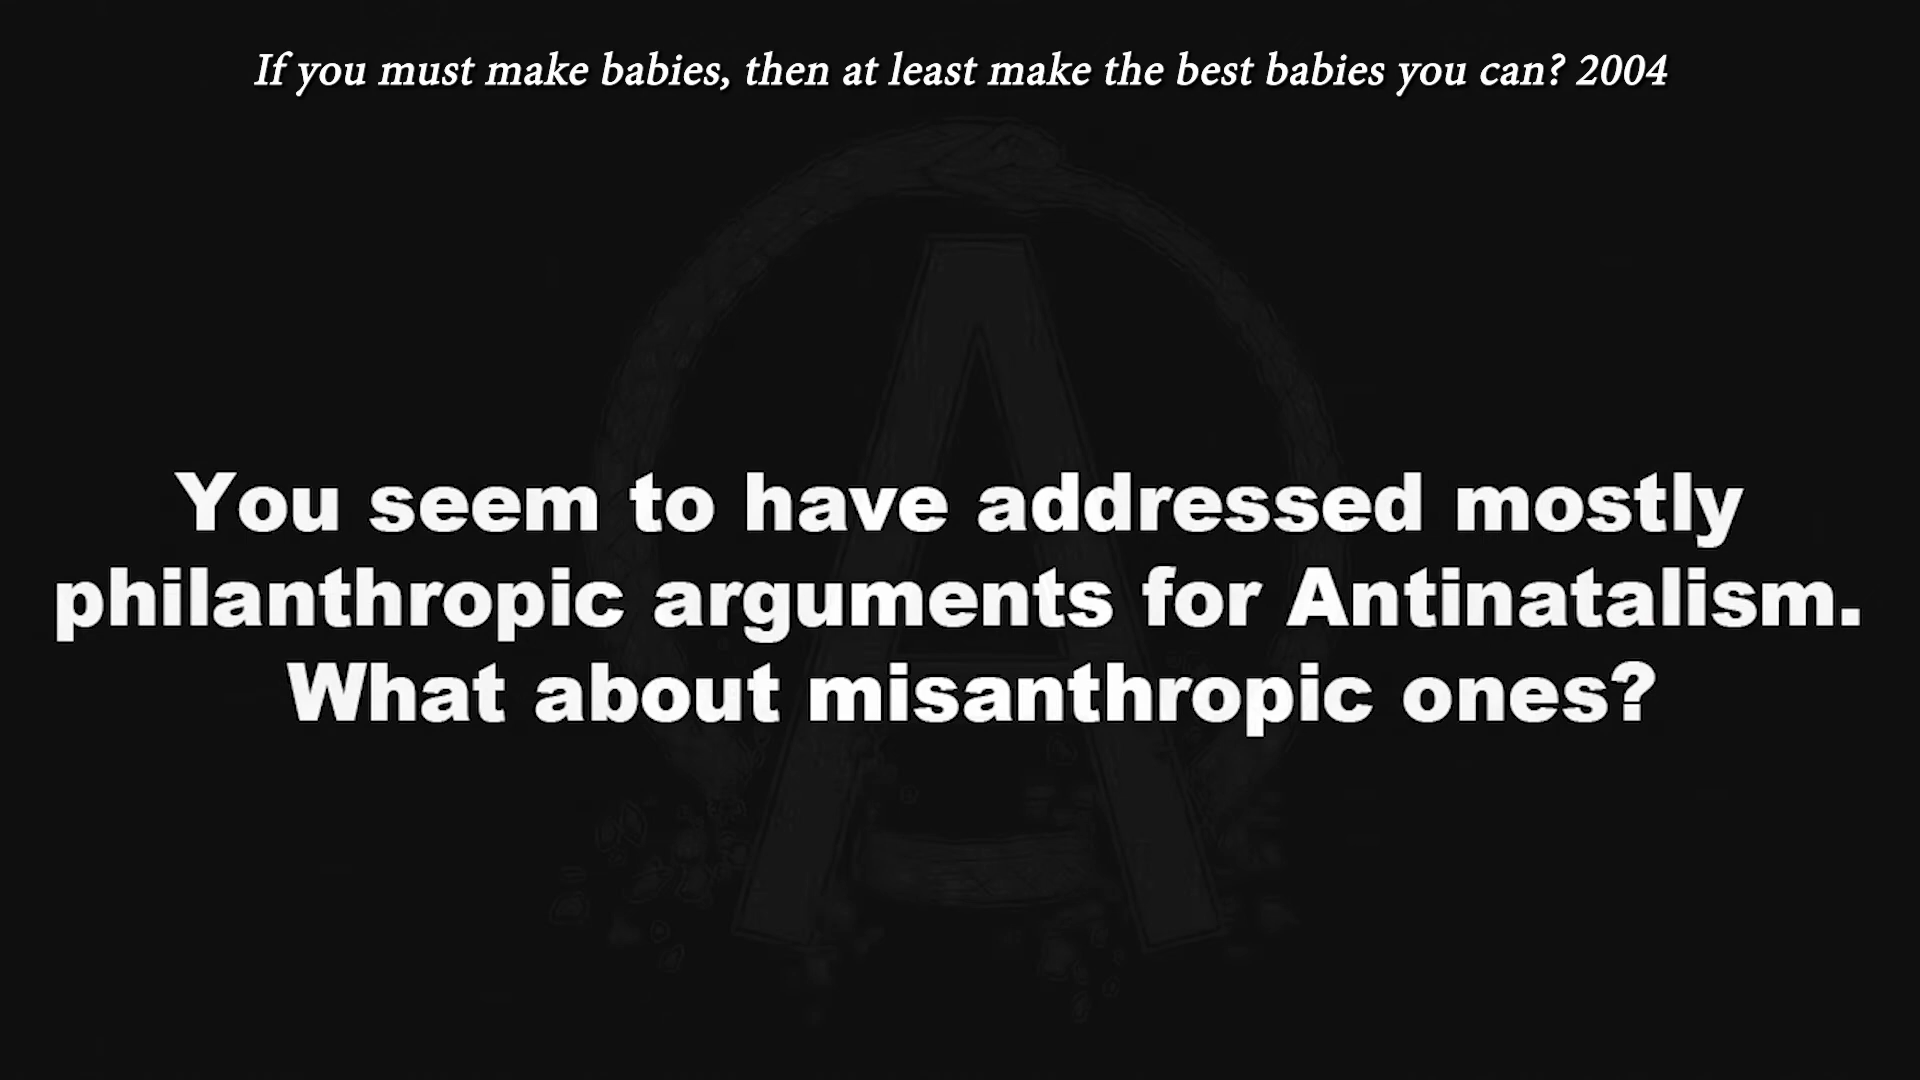 If you must make babies, then at least make the best babies you can? 2004
You seem to have addressed mostly
philanthropic arguments for Antinatalism.
What about misanthropic ones?